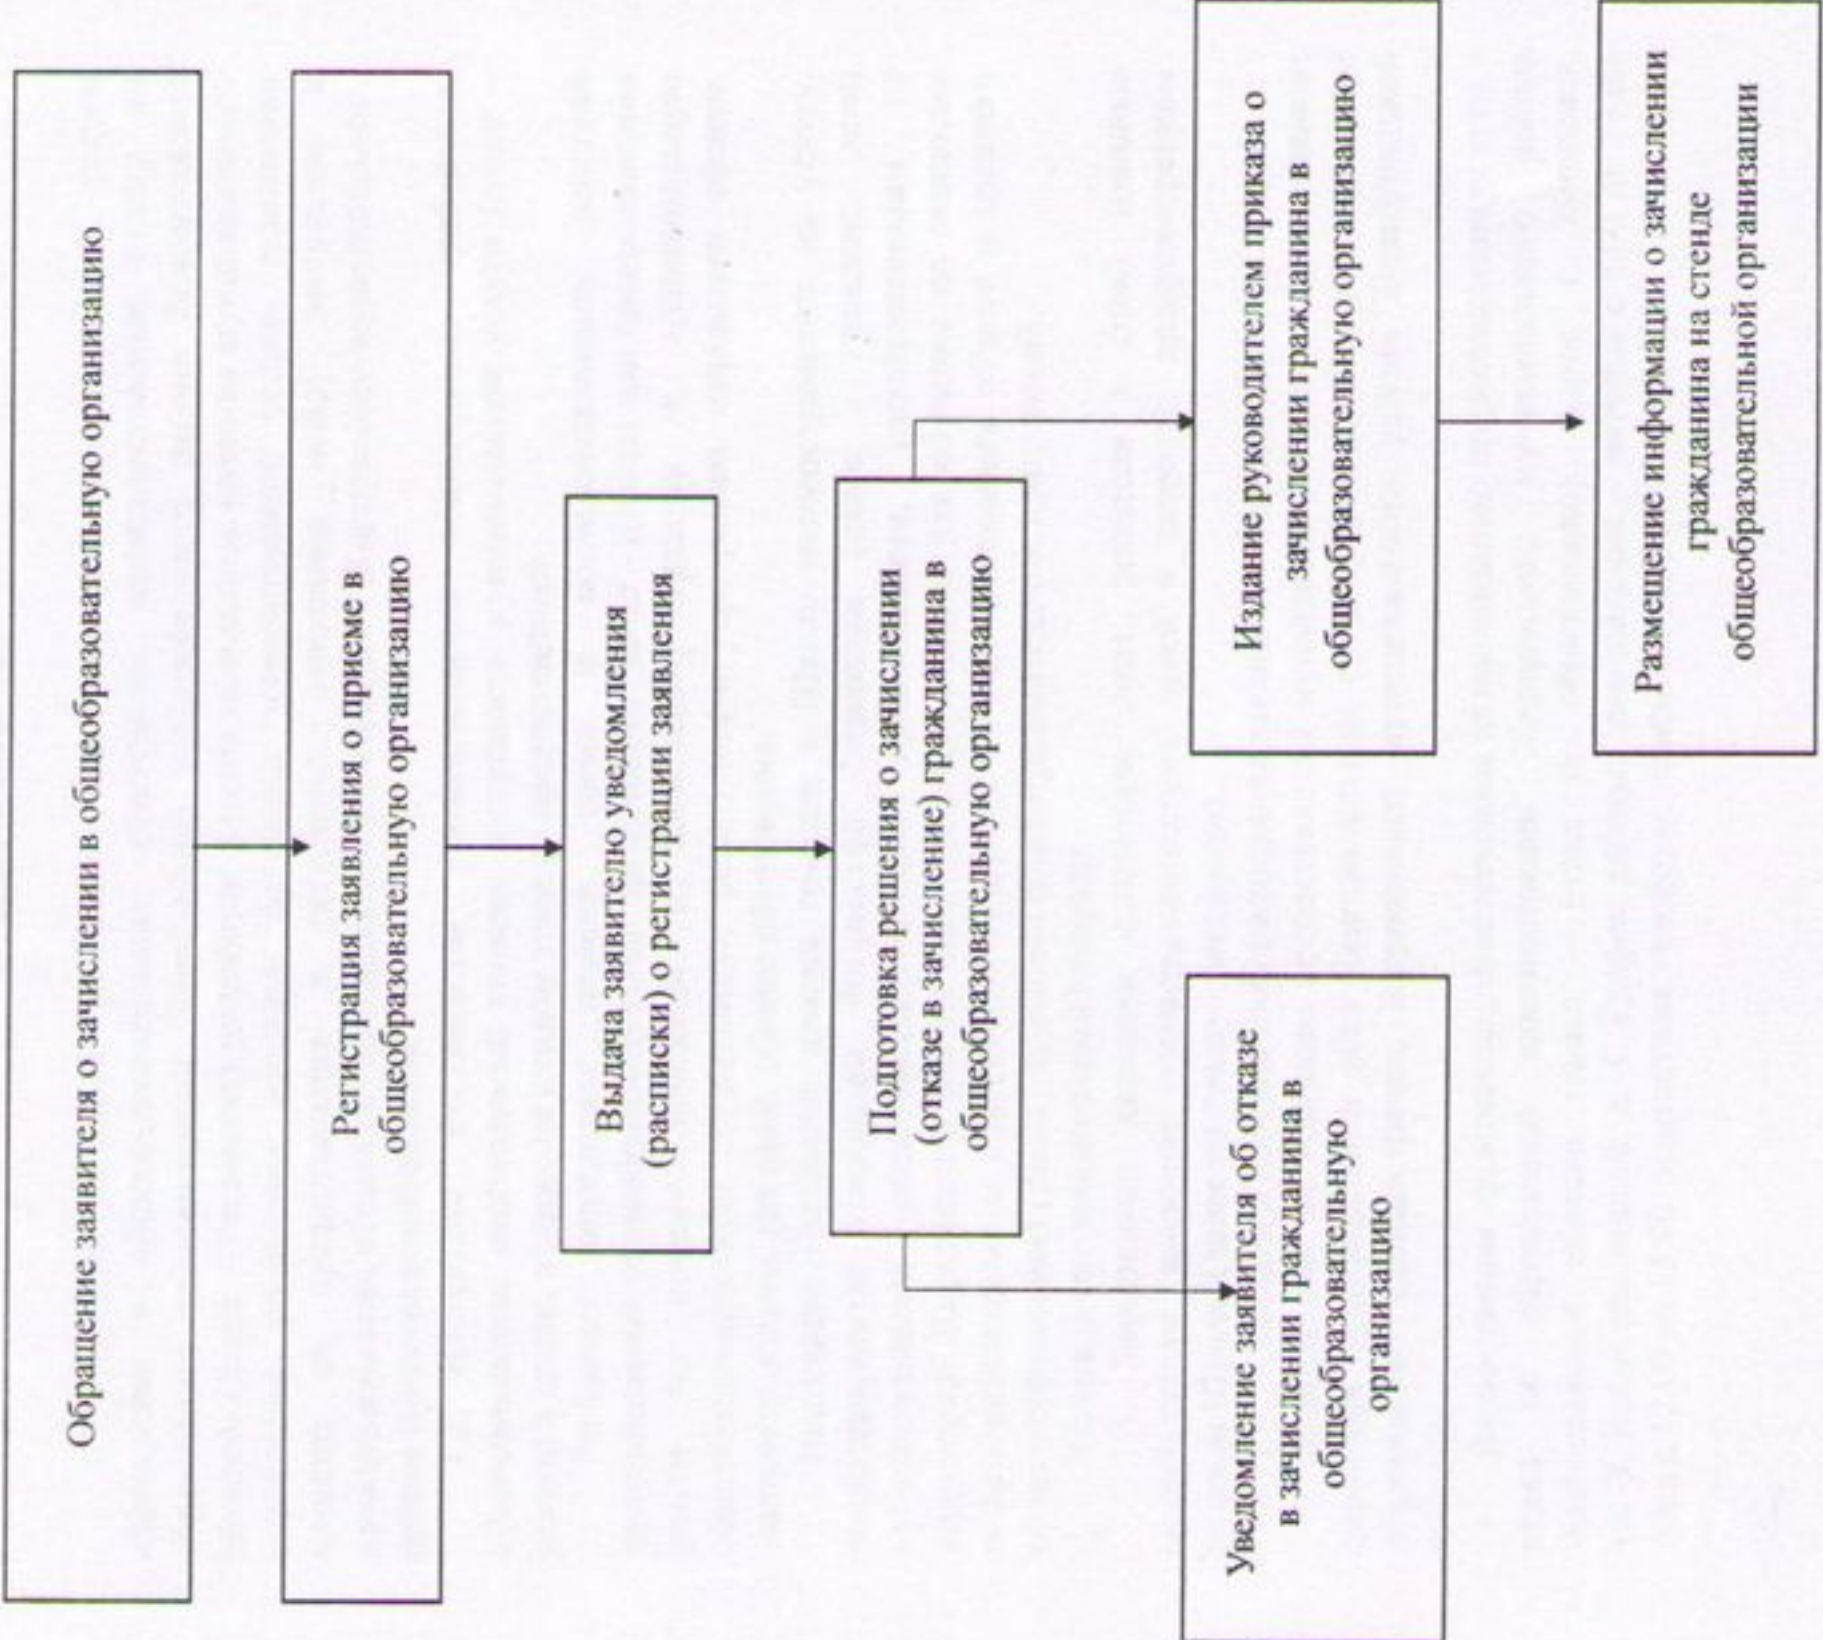 Обращение заявителя о зачислении в общеобразовательную организацию
Регистрация заявления о приеме в
общеобразовательную организацию
Выдача заявителю уведомления
(расписки) о регистрации заявления
Подготовка решения о зачислении
(отказе в зачисление) гражданина в
общеобразовательную организацию
Уведомление заявителя об отказе
в зачислении гражданина в
общеобразовательную
организацию
Издание руководителем приказа о
зачислении гражданина в
общеобразовательную организацию
Размещение информации о зачислении
гражданина на стенде
общеобразовательной организации